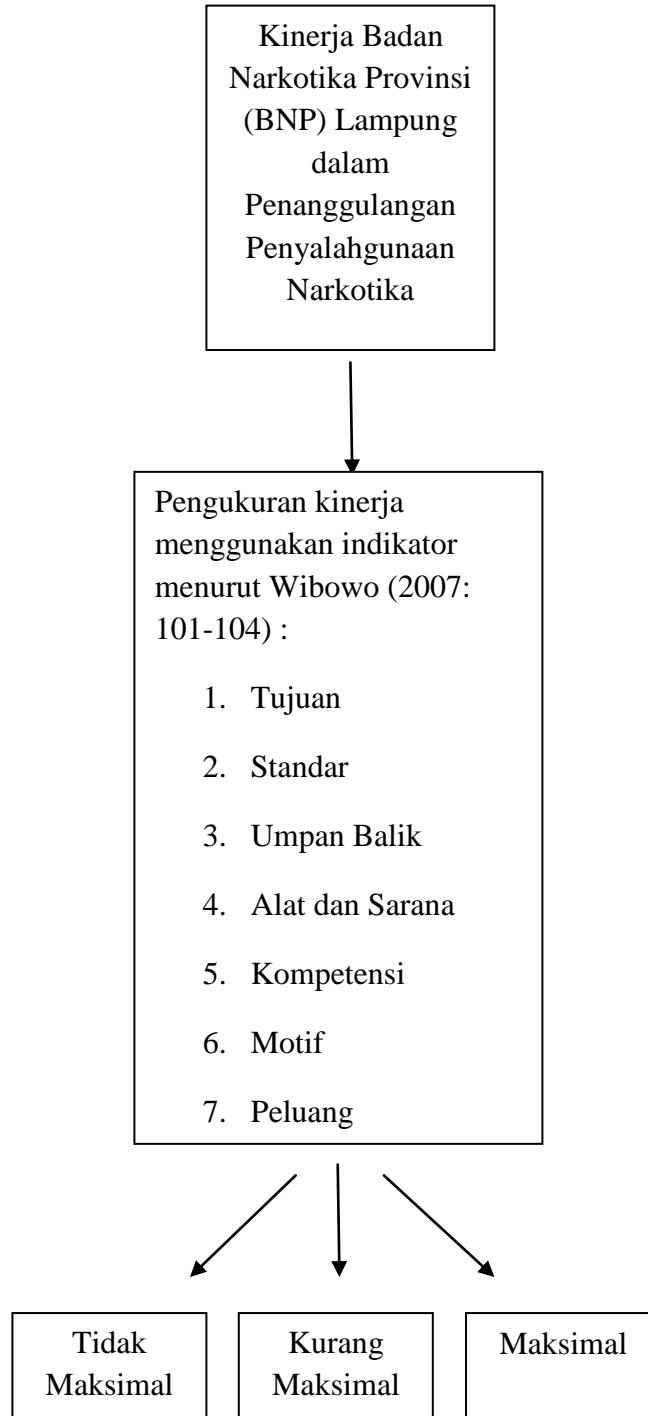 Kinerja Badan
Narkotika Provinsi
(BNP) Lampung
dalam
Penanggulangan
Penyalahgunaan
Narkotika
Pengukuran kinerja
menggunakan indikator
menurut Wibowo (2007:
101-104) :
1. Tujuan
2. Standar
3. Umpan Balik
4. Alat dan Sarana
5. Kompetensi
6. Motif
7. Peluang
Tidak
Maksimal
Kurang
Maksimal
Maksimal